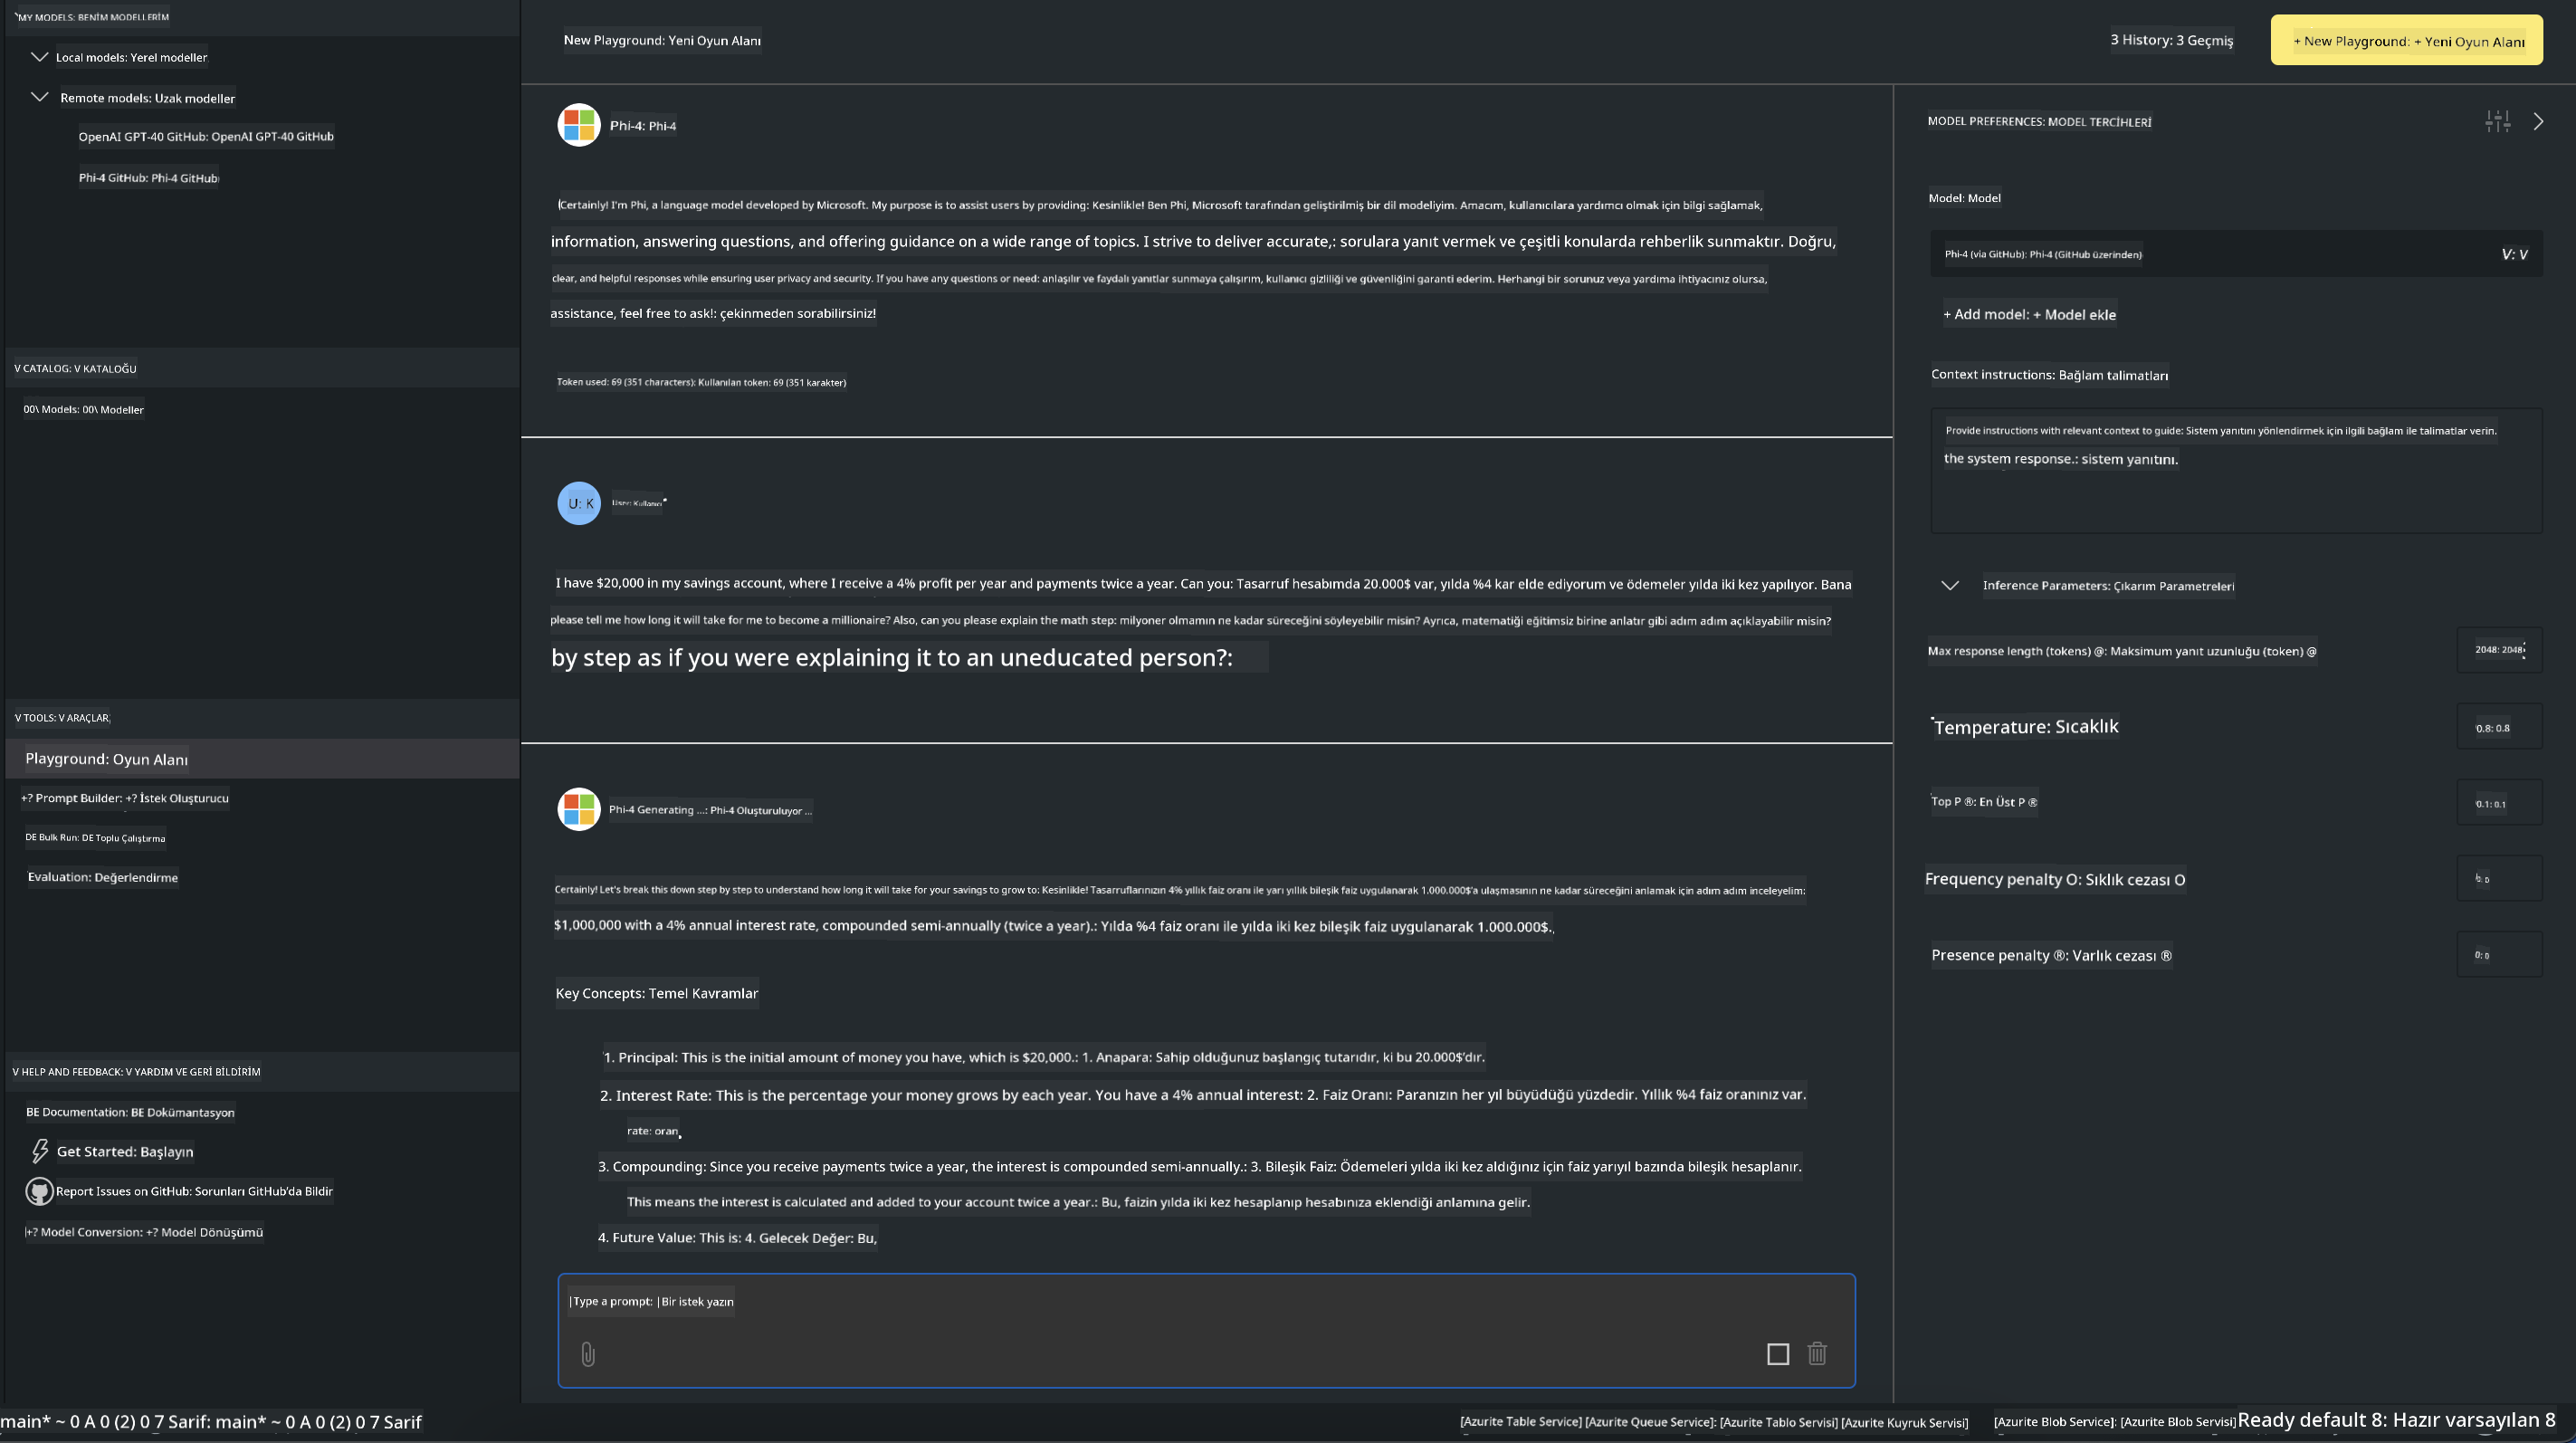 MY MODELS: BENİM MODELLERİM
Local models: Yerel modeller
Remote models: Uzak modeller
OpenAI GPT-40 GitHub: OpenAI GPT-40 GitHub
Phi-4 GitHub: Phi-4 GitHub
V CATALOG: V KATALOĞU
00\ Models: 00\ Modeller
V TOOLS: V ARAÇLAR
Playground: Oyun Alanı
+? Prompt Builder: +? İstek Oluşturucu
DE Bulk Run: DE Toplu Çalıştırma
Evaluation: Değerlendirme
V HELP AND FEEDBACK: V YARDIM VE GERİ BİLDİRİM
BE Documentation: BE Dokümantasyon
Get Started: Başlayın
Report Issues on GitHub: Sorunları GitHub'da Bildir
+? Model Conversion: +? Model Dönüşümü
New Playground: Yeni Oyun Alanı
3 History: 3 Geçmiş
+ New Playground: + Yeni Oyun Alanı
Phi-4: Phi-4
Certainly! I'm Phi, a language model developed by Microsoft. My purpose is to assist users by providing: Kesinlikle! Ben Phi, Microsoft tarafından geliştirilmiş bir dil modeliyim. Amacım, kullanıcılara yardımcı olmak için bilgi sağlamak,
information, answering questions, and offering guidance on a wide range of topics. I strive to deliver accurate,: sorulara yanıt vermek ve çeşitli konularda rehberlik sunmaktır. Doğru,
clear, and helpful responses while ensuring user privacy and security. If you have any questions or need: anlaşılır ve faydalı yanıtlar sunmaya çalışırım, kullanıcı gizliliği ve güvenliğini garanti ederim. Herhangi bir sorunuz veya yardıma ihtiyacınız olursa,
assistance, feel free to ask!: çekinmeden sorabilirsiniz!
Token used: 69 (351 characters): Kullanılan token: 69 (351 karakter)
U: K
User: Kullanıcı
I have $20,000 in my savings account, where I receive a 4% profit per year and payments twice a year. Can you: Tasarruf hesabımda 20.000$ var, yılda %4 kar elde ediyorum ve ödemeler yılda iki kez yapılıyor. Bana
please tell me how long it will take for me to become a millionaire? Also, can you please explain the math step: milyoner olmamın ne kadar süreceğini söyleyebilir misin? Ayrıca, matematiği eğitimsiz birine anlatır gibi adım adım açıklayabilir misin?
by step as if you were explaining it to an uneducated person?:
Phi-4 Generating ...: Phi-4 Oluşturuluyor ...
Certainly! Let's break this down step by step to understand how long it will take for your savings to grow to: Kesinlikle! Tasarruflarınızın 4% yıllık faiz oranı ile yarı yıllık bileşik faiz uygulanarak 1.000.000$'a ulaşmasının ne kadar süreceğini anlamak için adım adım inceleyelim:
$1,000,000 with a 4% annual interest rate, compounded semi-annually (twice a year).: Yılda %4 faiz oranı ile yılda iki kez bileşik faiz uygulanarak 1.000.000$.
Key Concepts: Temel Kavramlar
1. Principal: This is the initial amount of money you have, which is $20,000.: 1. Anapara: Sahip olduğunuz başlangıç tutarıdır, ki bu 20.000$'dır.
2. Interest Rate: This is the percentage your money grows by each year. You have a 4% annual interest: 2. Faiz Oranı: Paranızın her yıl büyüdüğü yüzdedir. Yıllık %4 faiz oranınız var.
rate: oran
3. Compounding: Since you receive payments twice a year, the interest is compounded semi-annually.: 3. Bileşik Faiz: Ödemeleri yılda iki kez aldığınız için faiz yarıyıl bazında bileşik hesaplanır.
This means the interest is calculated and added to your account twice a year.: Bu, faizin yılda iki kez hesaplanıp hesabınıza eklendiği anlamına gelir.
4. Future Value: This is: 4. Gelecek Değer: Bu,
|Type a prompt: |Bir istek yazın
MODEL PREFERENCES: MODEL TERCİHLERİ
Model: Model
Phi-4 (via GitHub): Phi-4 (GitHub üzerinden)
V: V
+ Add model: + Model ekle
Context instructions: Bağlam talimatları
Provide instructions with relevant context to guide: Sistem yanıtını yönlendirmek için ilgili bağlam ile talimatlar verin.
the system response.: sistem yanıtını.
Inference Parameters: Çıkarım Parametreleri
Max response length (tokens) @: Maksimum yanıt uzunluğu (token) @
2048: 2048
Temperature: Sıcaklık
0.8: 0.8
Top P ®: En Üst P ®
0.1: 0.1
Frequency penalty O: Sıklık cezası O
0: 0
Presence penalty ®: Varlık cezası ®
0: 0
main* ~ 0 A 0 (2) 0 7 Sarif: main* ~ 0 A 0 (2) 0 7 Sarif
[Azurite Table Service] [Azurite Queue Service]: [Azurite Tablo Servisi] [Azurite Kuyruk Servisi]
[Azurite Blob Service]: [Azurite Blob Servisi]
Ready default 8: Hazır varsayılan 8